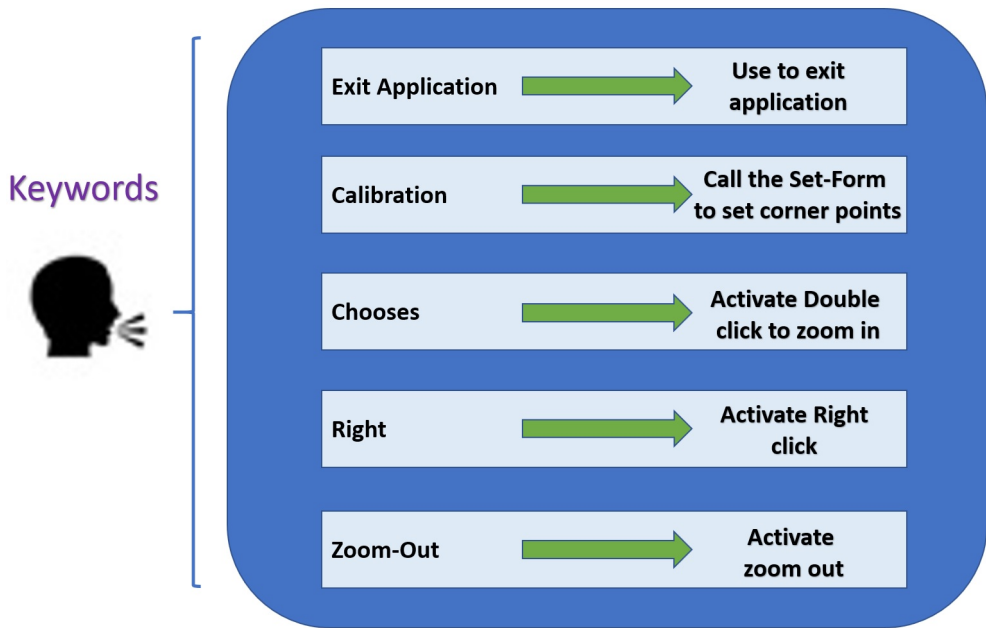 Keywords
Exit Application
Use to exit
application
Calibration
Call the Set-Form
to set corner points
Chooses
Activate Double
click to zoom in
Right
Activate Right
click
Zoom-Out
Activate
zoom out